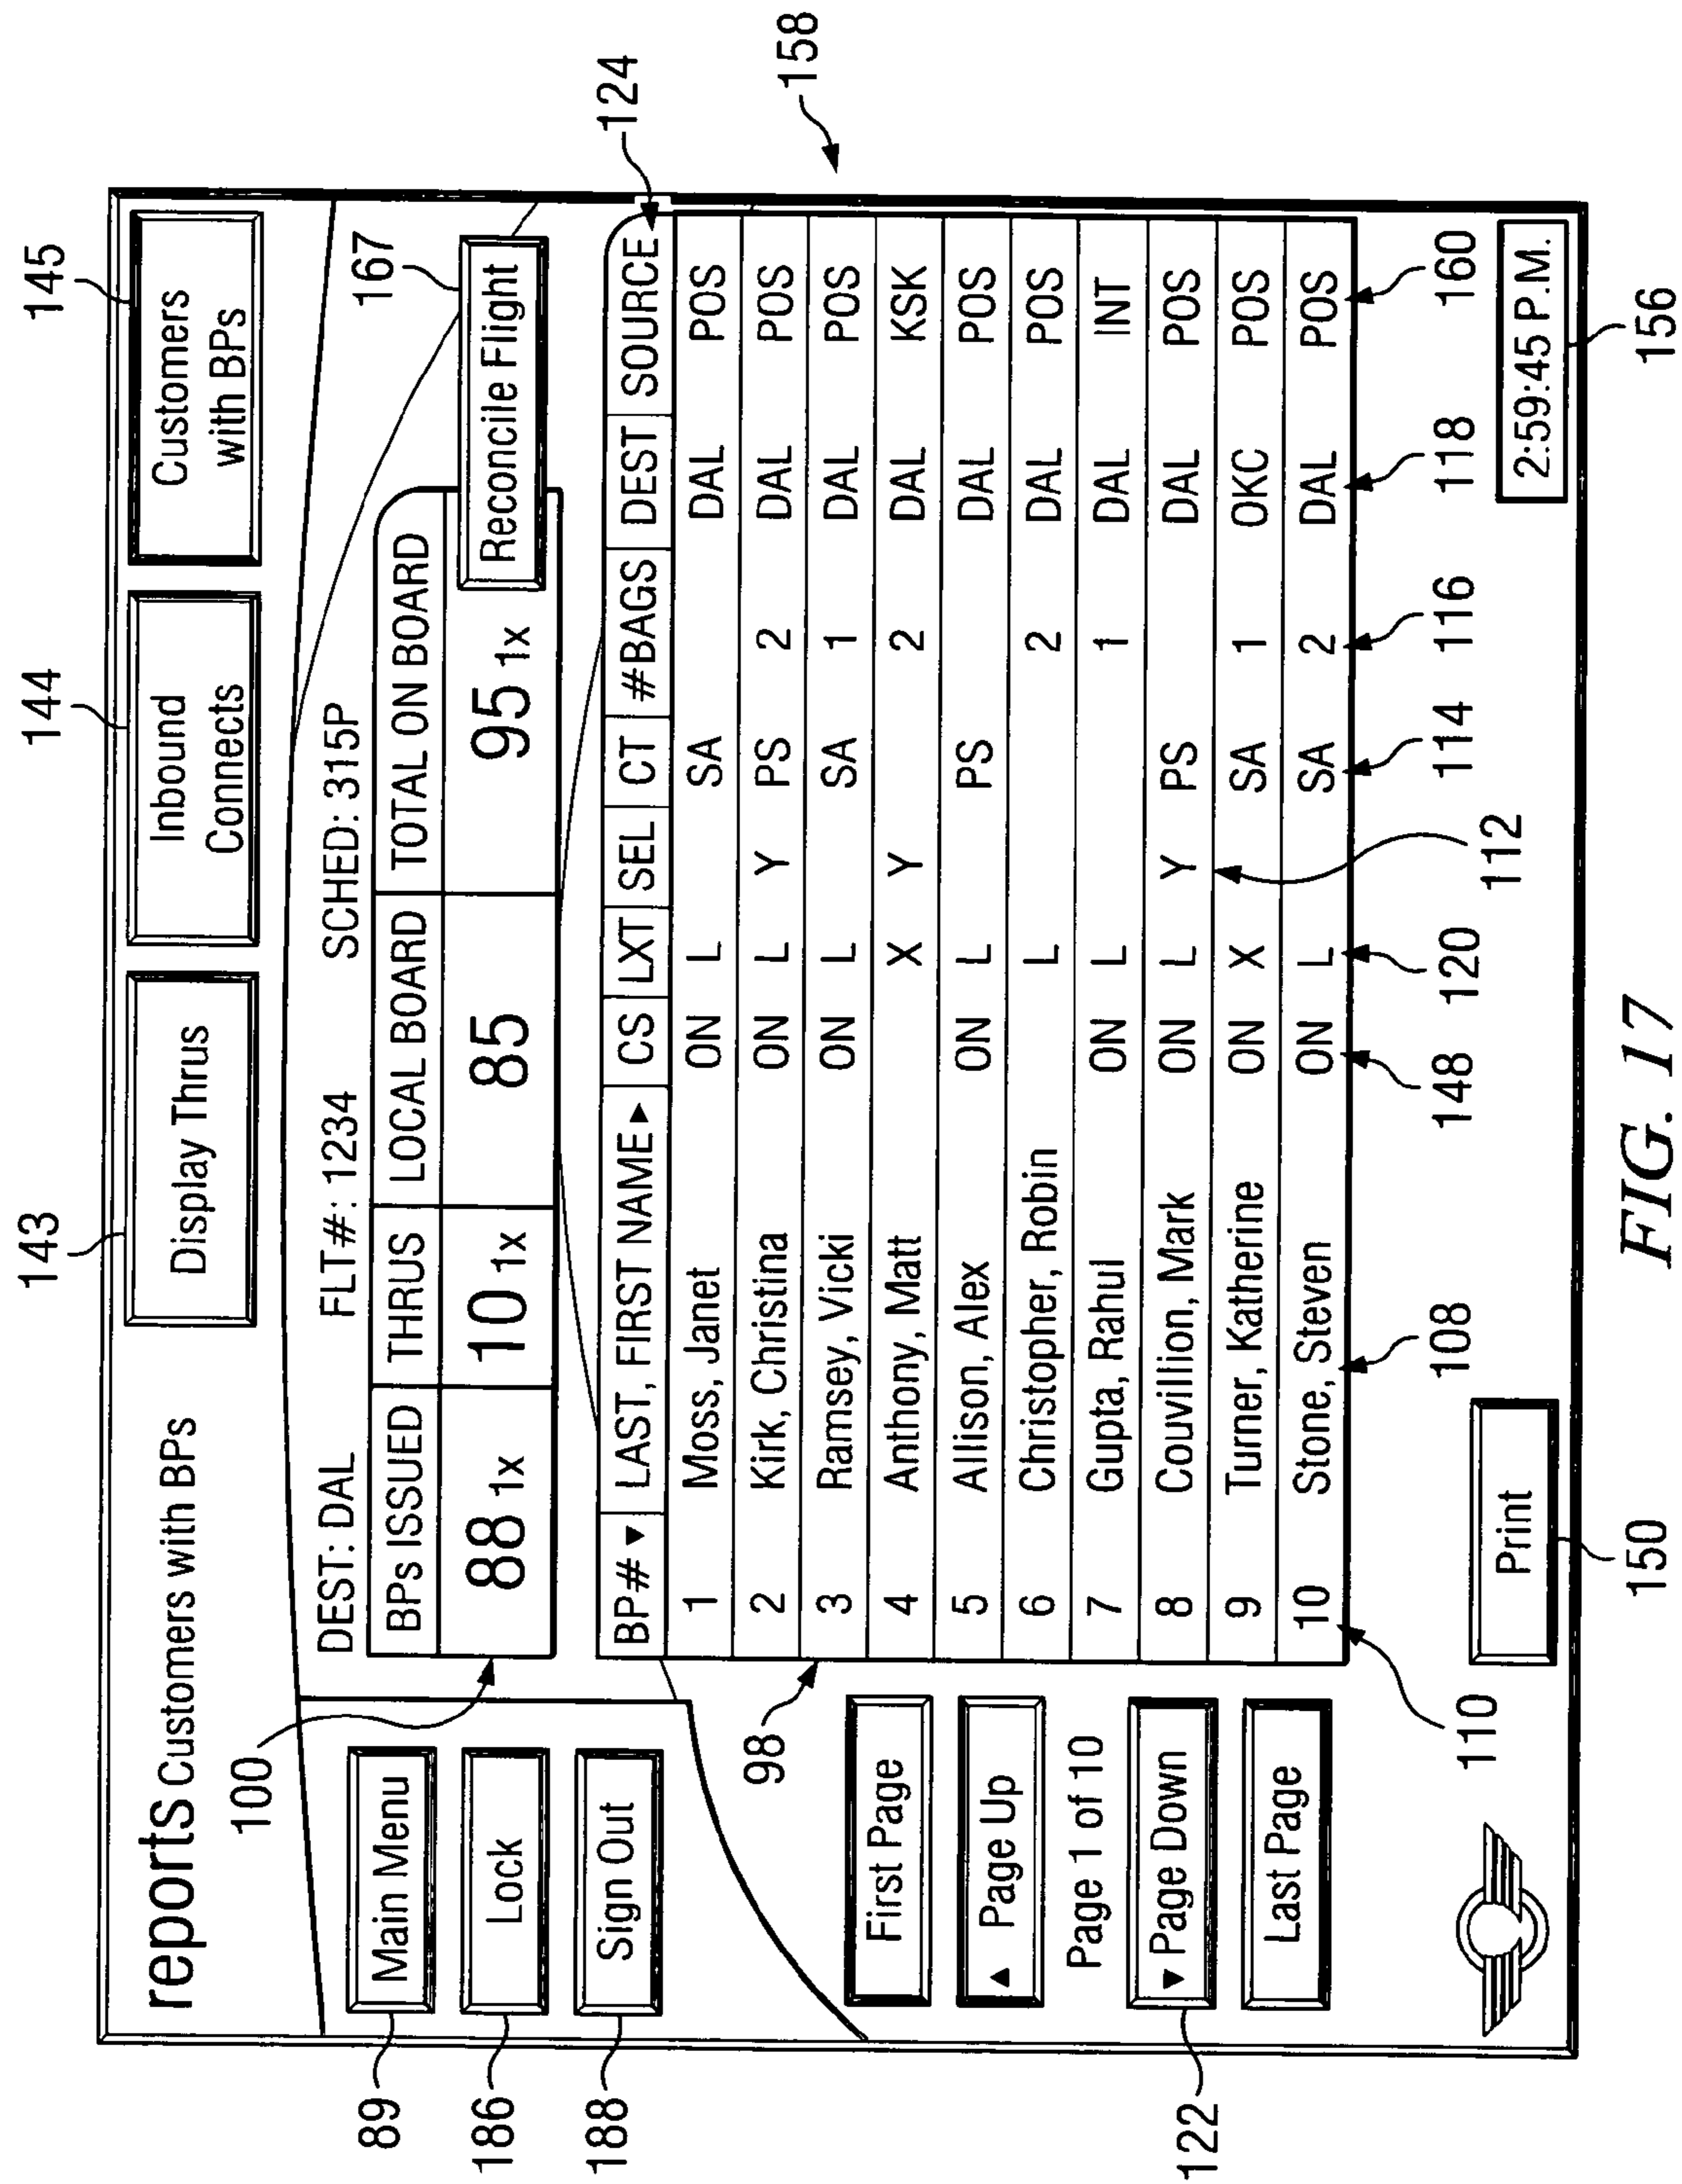 143
144
145
reports Customers with BPs
Display Thrus
Inbound
Connects
Customers
with BPs
100
DEST: DAL FLT#: 1234 SCHED: 315P
167
89
Main Menu
BPs ISSUED THRUS LOCAL BOARD TOTAL ON BOARD
186
Lock
88 1x 10 1x 85 95 1x
Reconcile Flight
188
Sign Out
124
BP# ▼ LAST, FIRST NAME ► CS LXT SEL CT #BAGS DEST SOURCE
1 Moss, Janet ON L SA DAL POS
2 Kirk, Christina ON L Y PS 2 DAL POS
3 Ramsey, Vicki ON L SA 1 DAL POS
4 Anthony, Matt X Y 2 DAL KSK
5 Allison, Alex ON L PS DAL POS
6 Christopher, Robin L 2 DAL POS
7 Gupta, Rahul ON L 1 DAL INT
8 Couvillion, Mark ON L Y PS DAL POS
9 Turner, Katherine ON X SA 1 OKC POS
10 Stone, Steven ON L SA 2 DAL POS
158
98
First Page
▲ Page Up
Page 1 of 10
122
▼ Page Down
Last Page
110
108
148
120
112
114
116
118
160
Print
150
2:59:45 P.M.
156
FIG. 17